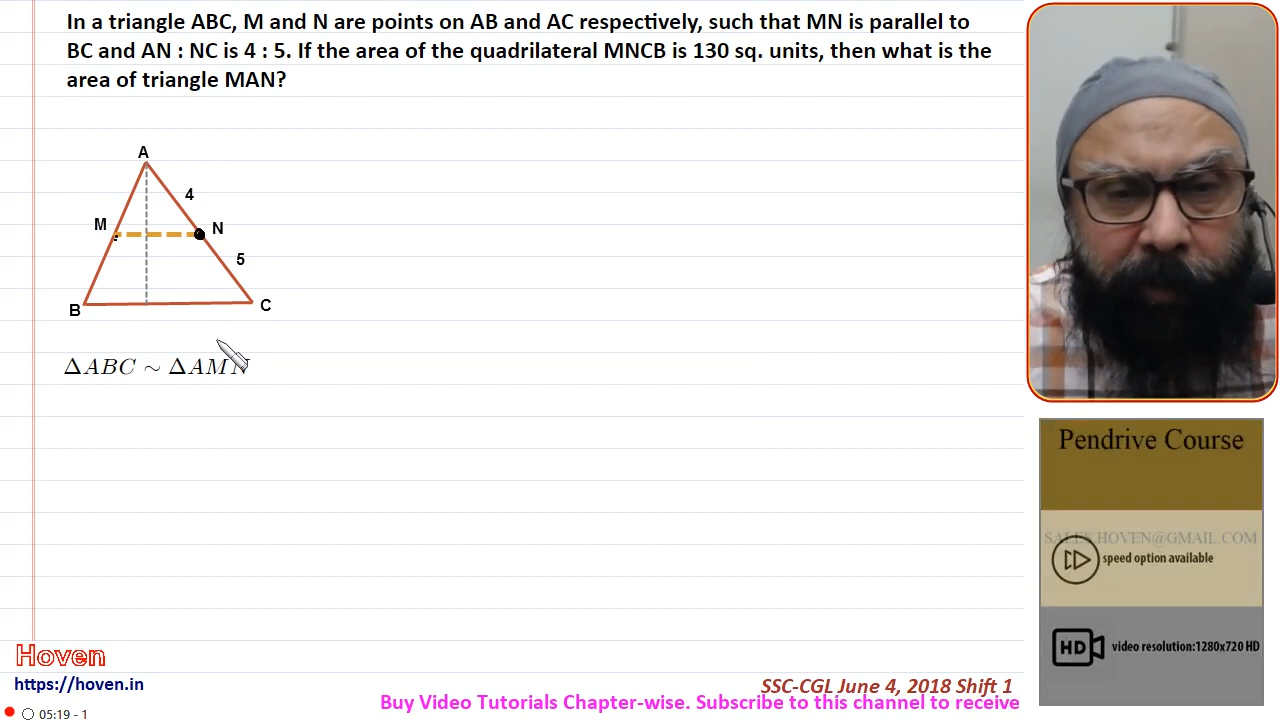 In a triangle ABC, M and N are points on AB and AC respectively, such that MN is parallel to
BC and AN : NC is 4 : 5. If the area of the quadrilateral MNCB is 130 sq. units, then what is the
area of triangle MAN?
A
4
M
N
5
B
C
ΔABC ~ ΔAMN
Pendrive Course
SALES.HOVEN@GMAIL.COM
speed option available
HD
video resolution:1280x720 HD
Hoven
https://hoven.in
SSC-CGL June 4, 2018 Shift 1
Buy Video Tutorials Chapter-wise. Subscribe to this channel to receive
05:19 - 1